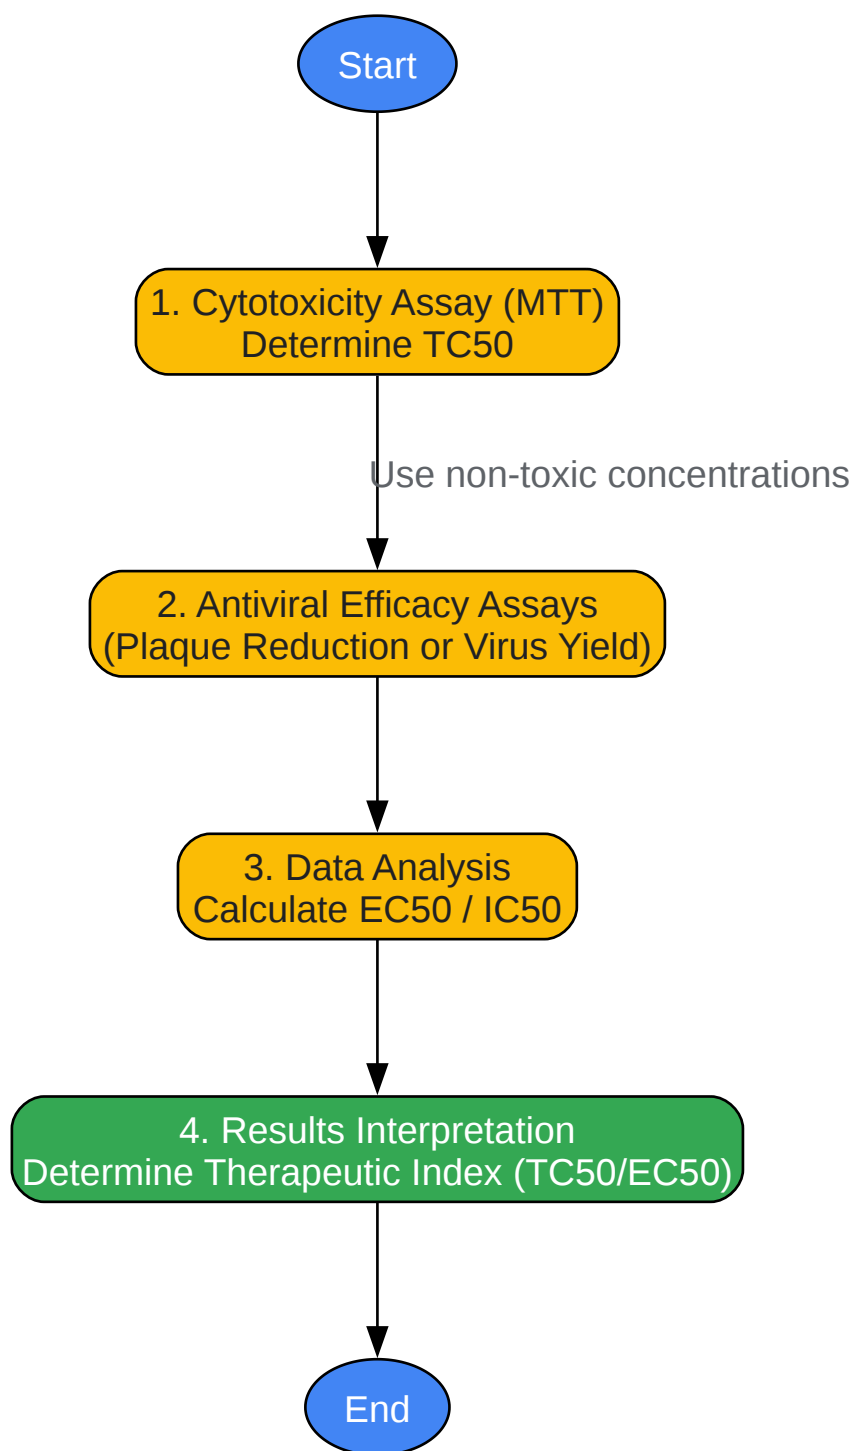 Start
1. Cytotoxicity Assay (MTT)
Determine TC50
Use non-toxic concentrations
2. Antiviral Efficacy Assays
(Plaque Reduction or Virus Yield)
3. Data Analysis
Calculate EC50 / IC50
4. Results Interpretation
Determine Therapeutic Index (TC50/EC50)
End